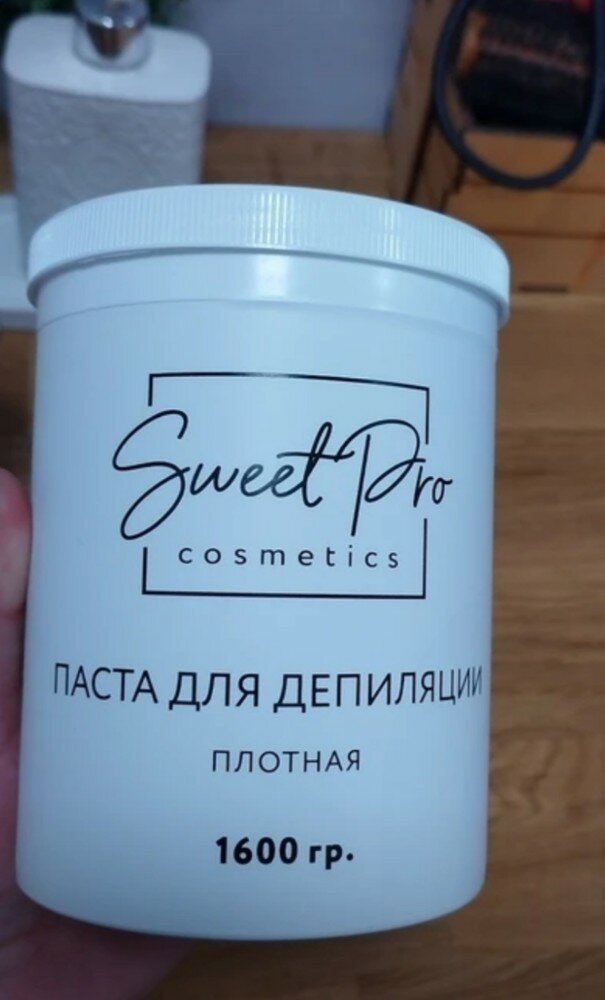 Sweet Pro
cosmetics
ПАСТА ДЛЯ ДЕПИЛЯЦИИ
ПЛОТНАЯ
1600 гр.